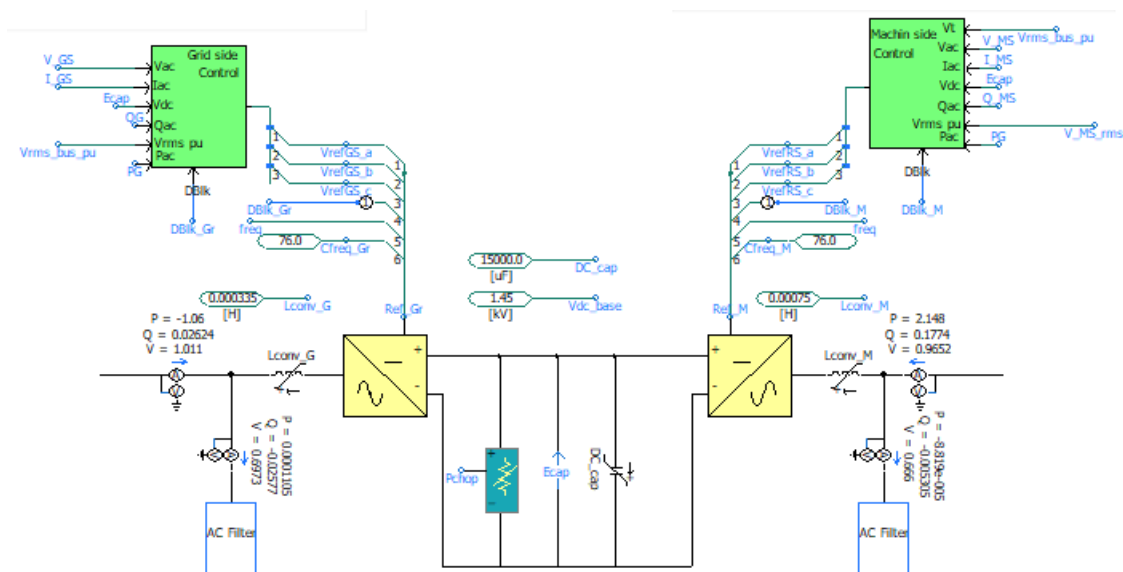 Grid side
Control
Vac
Iac
Vdc
Qac
Vrms pu
Pac
DBlk
V_GS
I_GS
Ecap
QG
Vrms_bus_pu
PG
DBlk_Gr
1
2
3
VrefGS_a
VrefGS_b
VrefGS_c
DBlk_Gr
1
freq
76.0
Cfreq_Gr
1
2
3
4
5
6
Machin side
Control
Vt
Vac
Iac
Vdc
Qac
Vrms pu
Pac
DBlk
Vrms_bus_pu
V_MS
I_MS
Ecap
Q_MS
V_MS_rms
PG
DBlk_M
1
2
3
VrefRS_a
VrefRS_b
VrefRS_c
1
DBlk_M
freq
Cfreq_M
76.0
1
2
3
4
5
6
15000.0
[uF]
DC_cap
1.45
[kV]
Vdc_base
0.000335
[H]
Lconv_G
Ref_Gr
Ref_M
0.00075
[H]
Lconv_M
P = -1.06
Q = 0.02624
V = 1.011
Lconv_G
+
-
+
-
Lconv_M
P = 2.148
Q = 0.1774
V = 0.9652
A
V
A
V
P = 0.0001105
Q = -0.02577
V = 0.6973
Pchop
+
-
Ecap
DC_cap
P = -8.819e-005
Q = -0.005305
V = 0.666
AC Filter
AC Filter